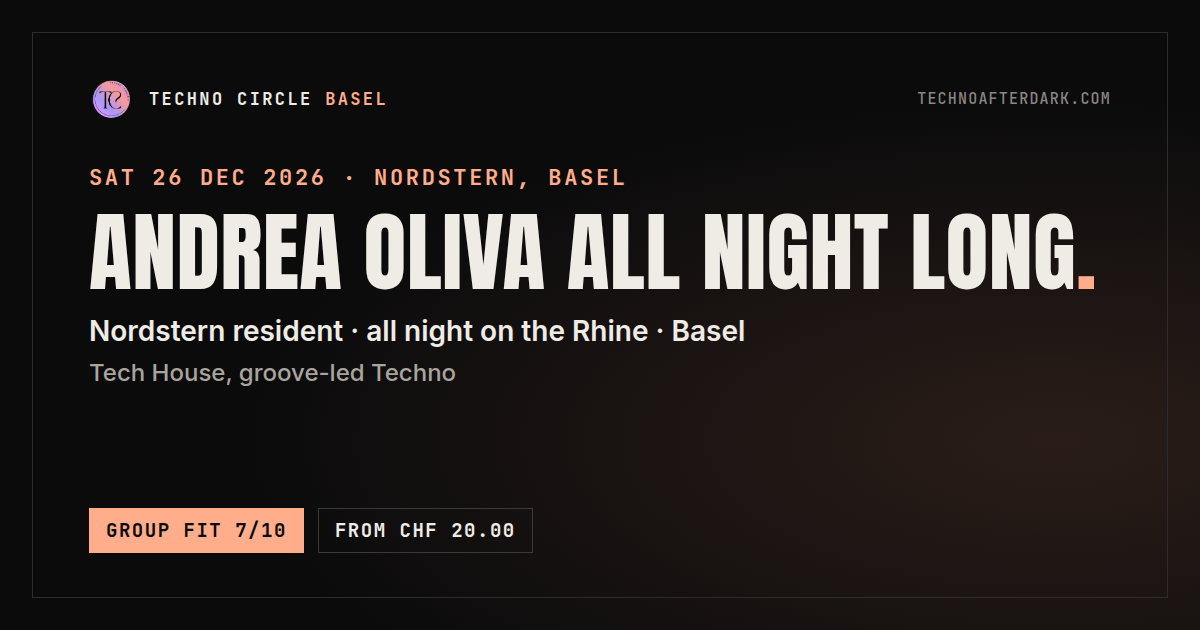 TC
TECHNO CIRCLE BASEL
TECHNOAFTERDARK.COM
SAT 26 DEC 2026 · NORDSTERN, BASEL
ANDREA OLIVA ALL NIGHT LONG.
Nordstern resident · all night on the Rhine · Basel
Tech House, groove-led Techno
GROUP FIT 7/10
FROM CHF 20.00